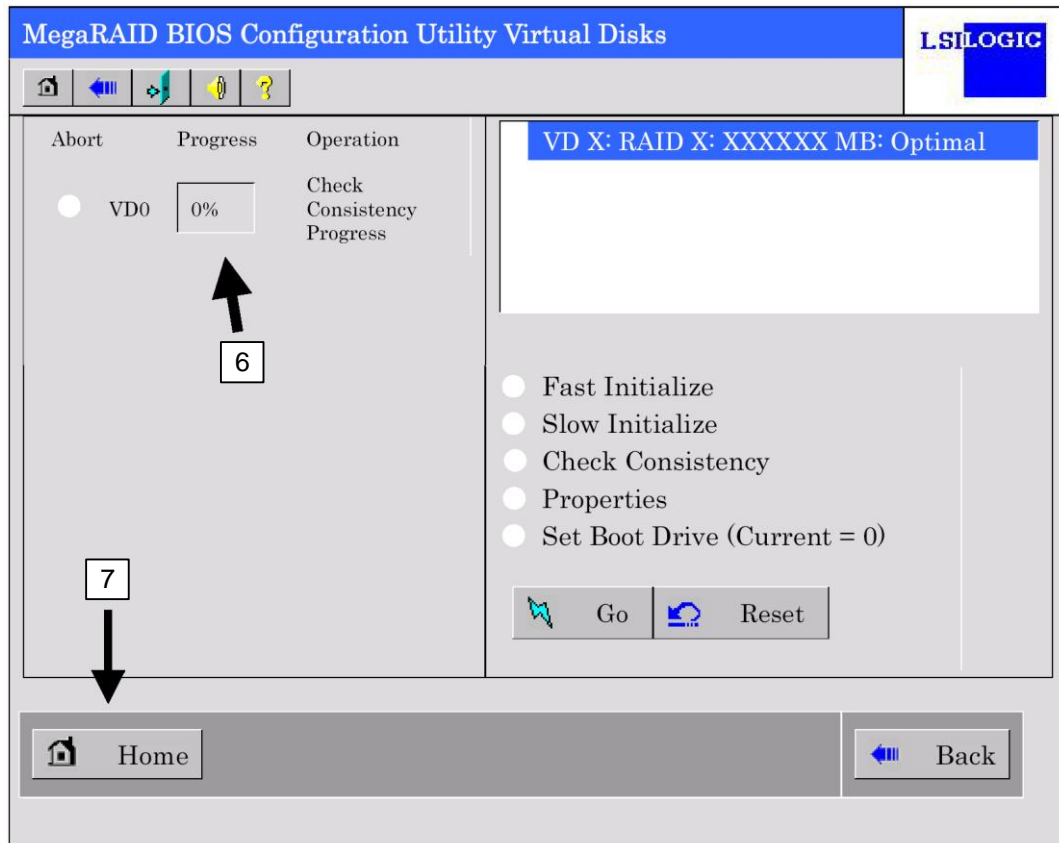 MegaRAID BIOS Configuration Utility Virtual Disks
LSILOGIC
Abort Progress Operation
VD0 0% Check
Consistency
Progress
6
7
VD X: RAID X: XXXXXX MB: Optimal
Fast Initialize
Slow Initialize
Check Consistency
Properties
Set Boot Drive (Current = 0)
Go Reset
Home Back